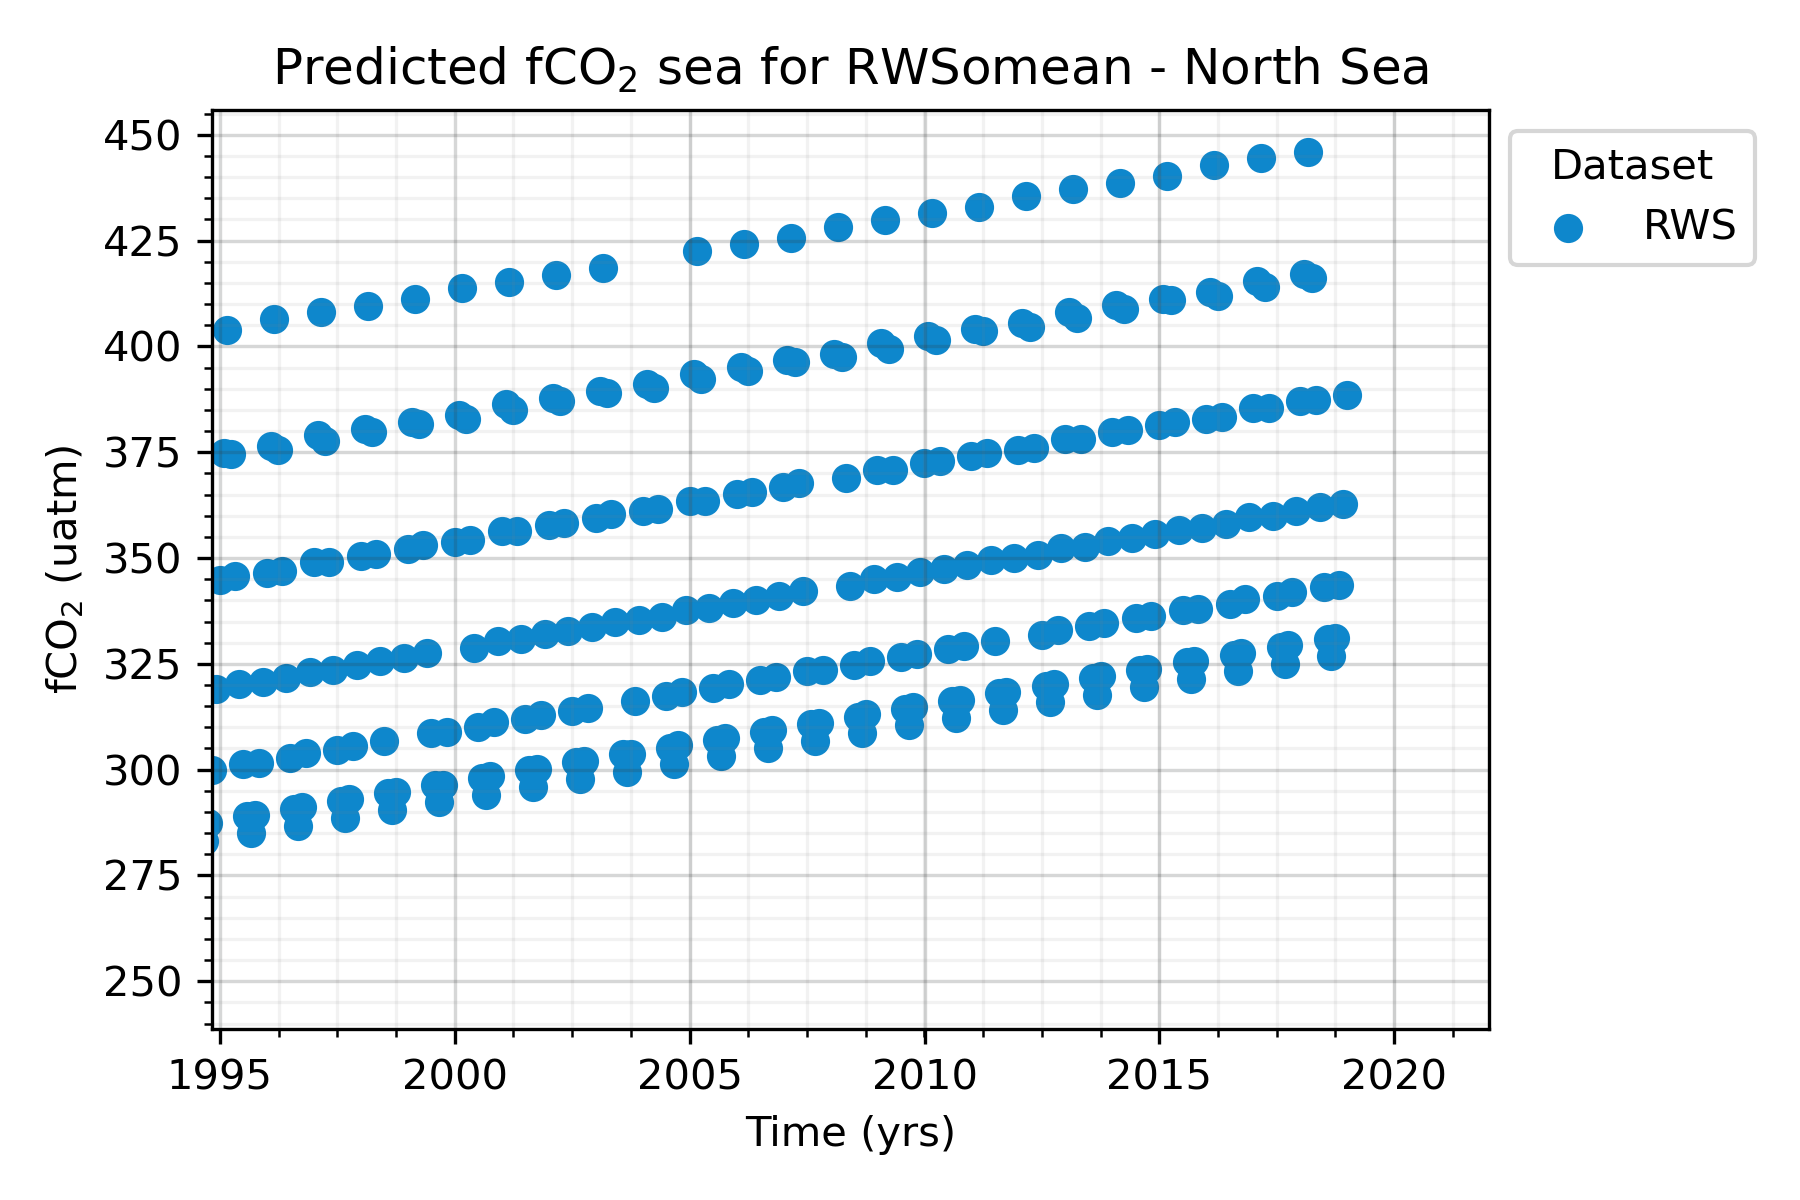 Predicted fCO₂ sea for RWSomean - North Sea
450
425
400
375
350
325
300
275
250
fCO₂ (uatm)
1995 2000 2005 2010 2015 2020
Time (yrs)
Dataset
RWS